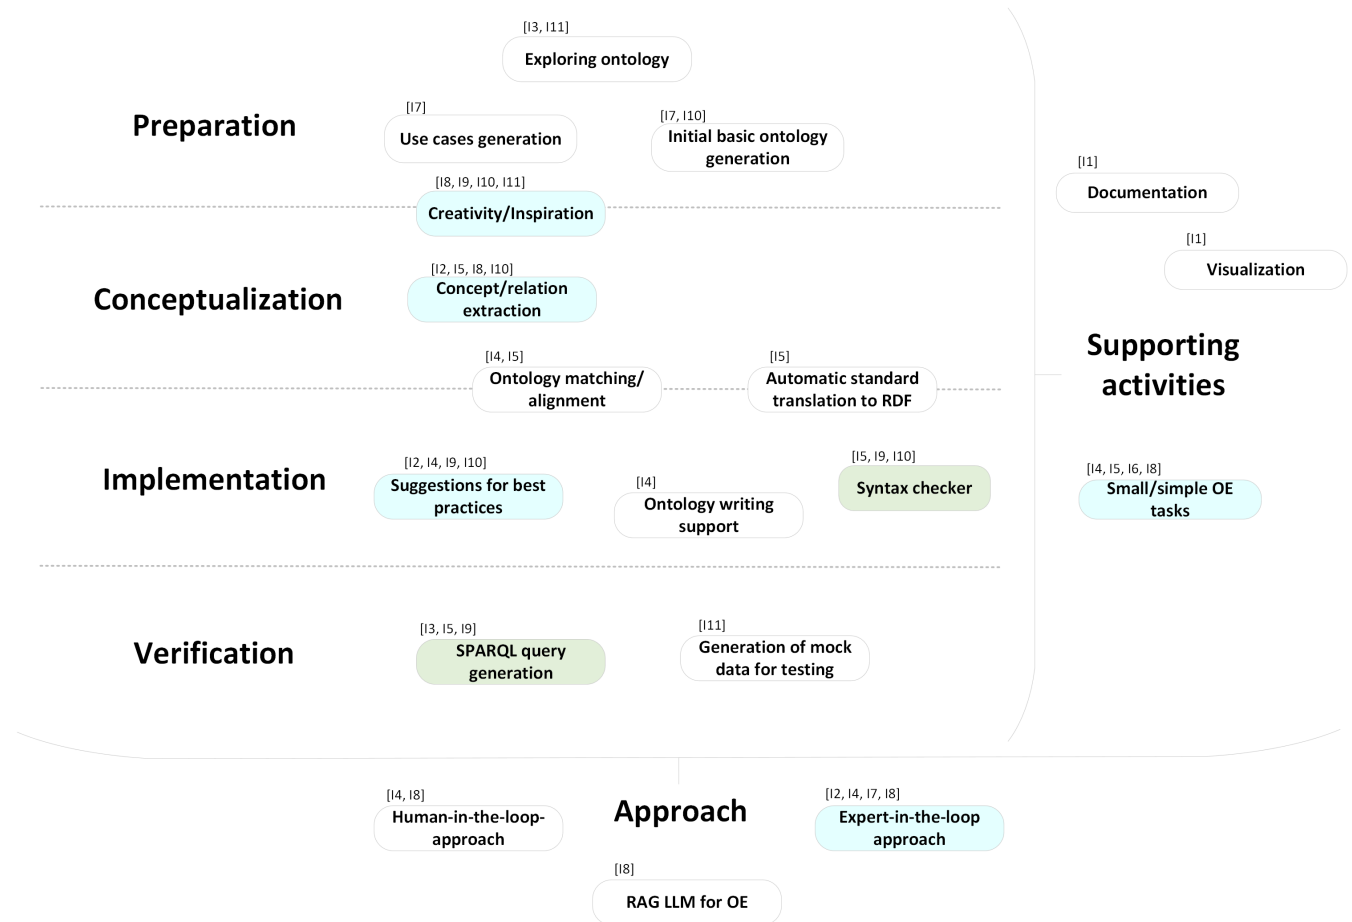 [I3, I11]
Exploring ontology
Preparation
[I7]
Use cases generation
[I7, I10]
Initial basic ontology
generation
[I8, I9, I10, I11]
Creativity/Inspiration
Conceptualization
[I2, I5, I8, I10]
Concept/relation
extraction
[I4, I5]
Ontology matching/
alignment
[I5]
Automatic standard
translation to RDF
Implementation
[I2, I4, I9, I10]
Suggestions for best
practices
[I4]
Ontology writing
support
[I5, I9, I10]
Syntax checker
Verification
[I3, I5, I9]
SPARQL query
generation
[I11]
Generation of mock
data for testing
[I1]
Documentation
[I1]
Visualization
Supporting
activities
[I4, I5, I6, I8]
Small/simple OE
tasks
[I4, I8]
Human-in-the-loop-
approach
Approach
[I2, I4, I7, I8]
Expert-in-the-loop
approach
[I8]
RAG LLM for OE